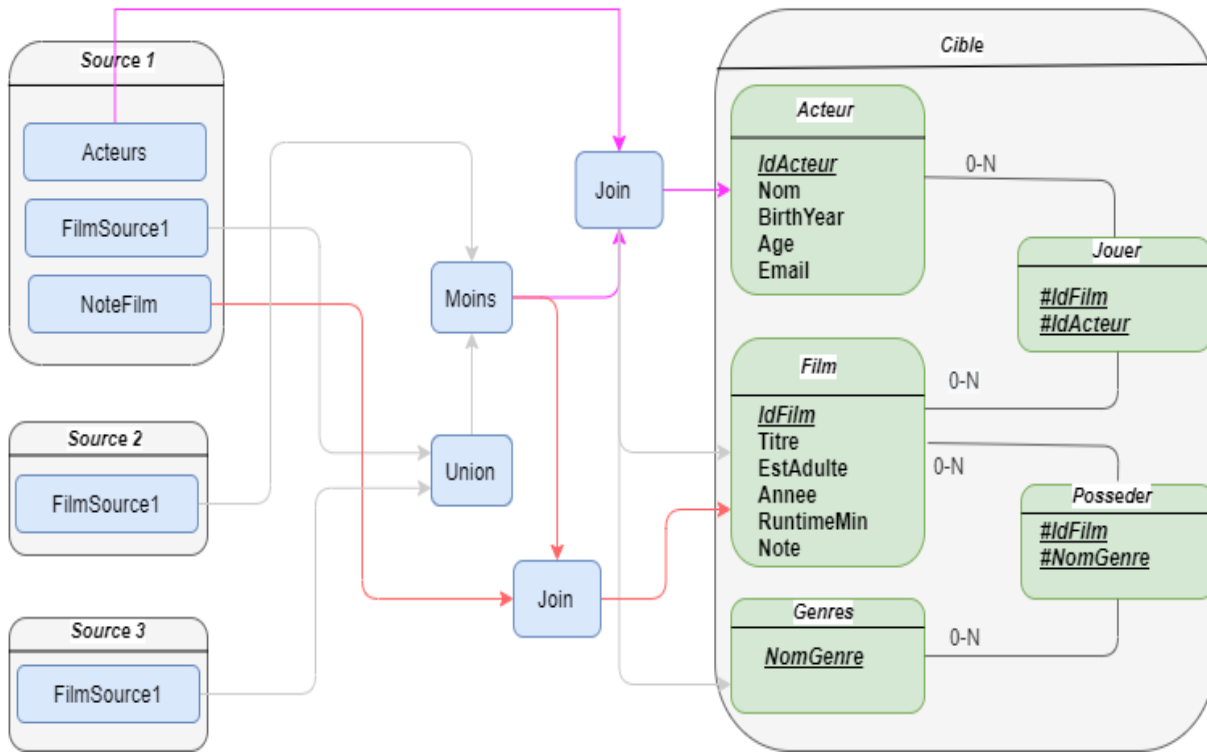 Source 1
Acteurs
FilmSource1
NoteFilm
Source 2
FilmSource1
Source 3
FilmSource1
Moins
Union
Join
Join
Cible
Acteur
IdActeur
Nom
BirthYear
Age
Email
0-N
Jouer
#IdFilm
#IdActeur
0-N
Film
IdFilm
Titre
EstAdulte
Annee
RuntimeMin
Note
0-N
Posseder
#IdFilm
#NomGenre
0-N
Genres
NomGenre